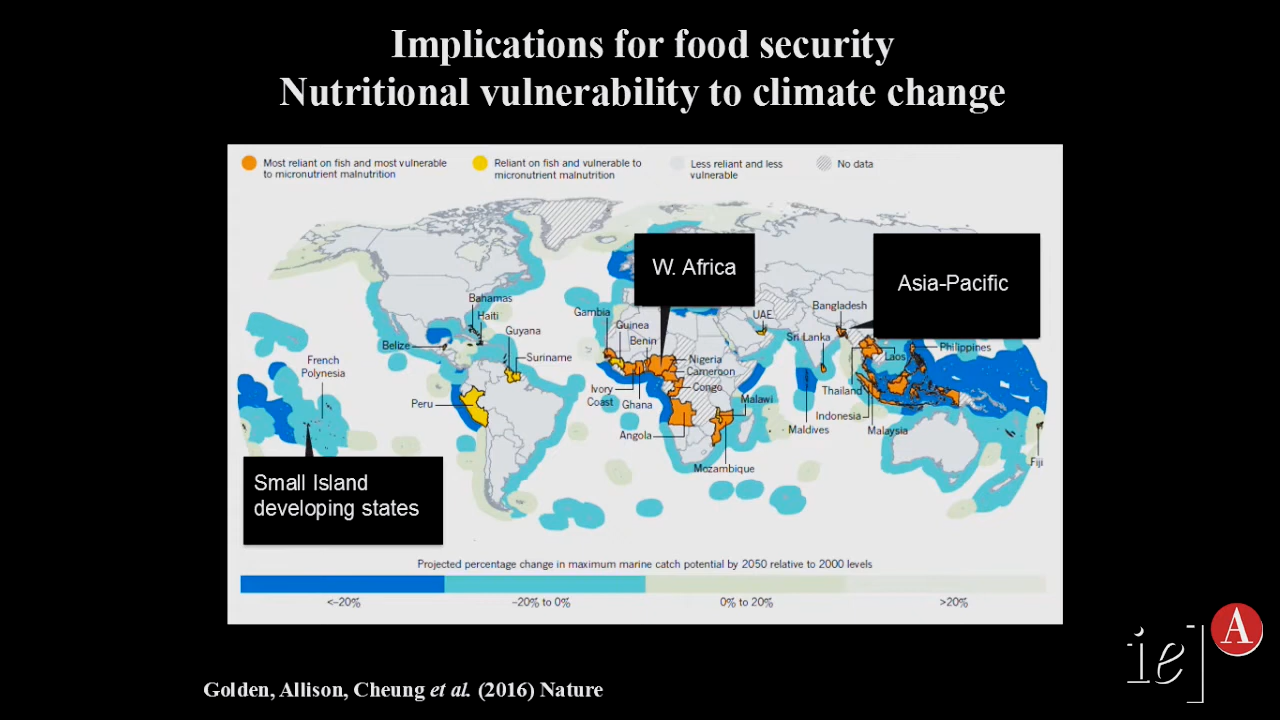 Implications for food security
Nutritional vulnerability to climate change
Most reliant on fish and most vulnerable
to micronutrient malnutrition
Reliant on fish and vulnerable to
micronutrient malnutrition
Less reliant and less
vulnerable
No data
W. Africa
Asia-Pacific
Bahamas
Haiti
Guyana
Belize
Suriname
French
Polynesia
Peru
Gambia
Guinea
Benin
Nigeria
Cameroon
Congo
Ivory
Coast
Ghana
Angola
Malawi
Mozambique
UAE
Sri Lanka
Bangladesh
Philippines
Laos
Thailand
Indonesia
Maldives
Malaysia
Fiji
Small Island
developing states
Projected percentage change in maximum marine catch potential by 2050 relative to 2000 levels
<–20%
–20% to 0%
0% to 20%
>20%
Golden, Allison, Cheung et al. (2016) Nature
ie] A